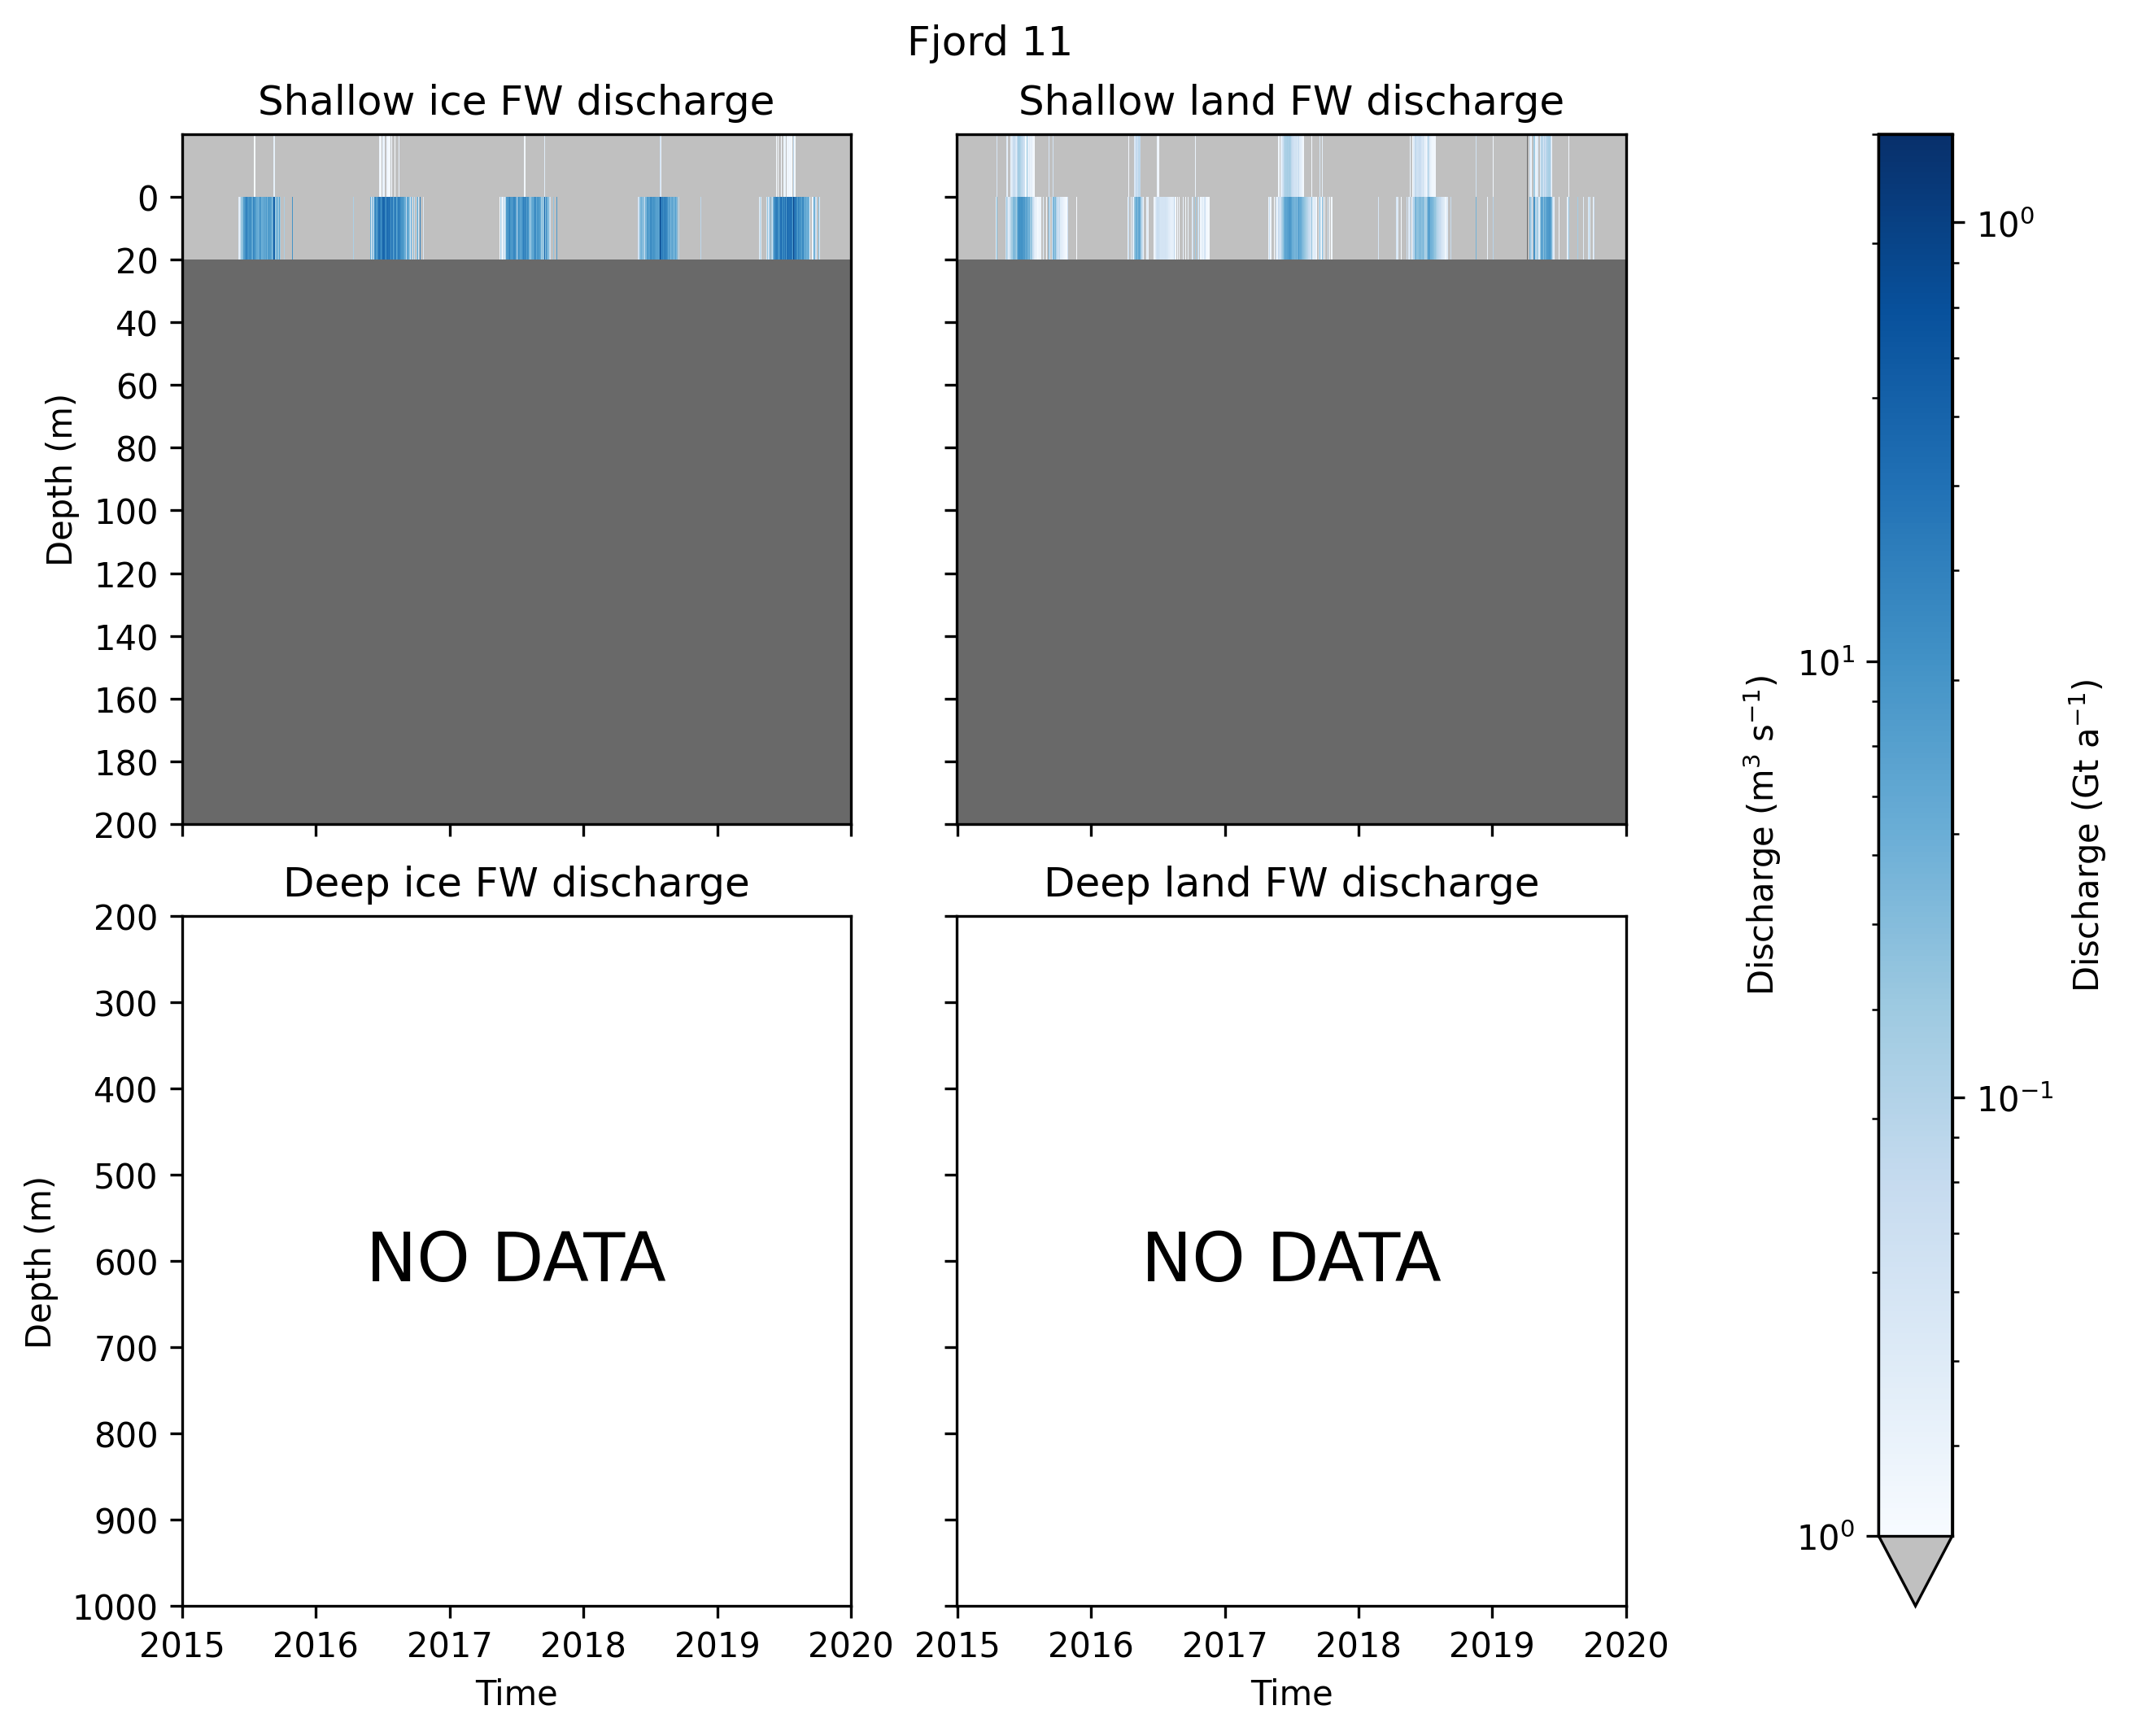 Fjord 11
Shallow ice FW discharge
Shallow land FW discharge
0
20
40
60
80
100
120
140
160
180
200
Depth (m)
Deep ice FW discharge
Deep land FW discharge
200
300
400
500
600
700
800
900
1000
Depth (m)
NO DATA
NO DATA
2015 2016 2017 2018 2019 2020
2015 2016 2017 2018 2019 2020
Time
Time
Discharge (m³ s⁻¹)
10¹
10⁰
10⁰
10⁻¹
Discharge (Gt a⁻¹)